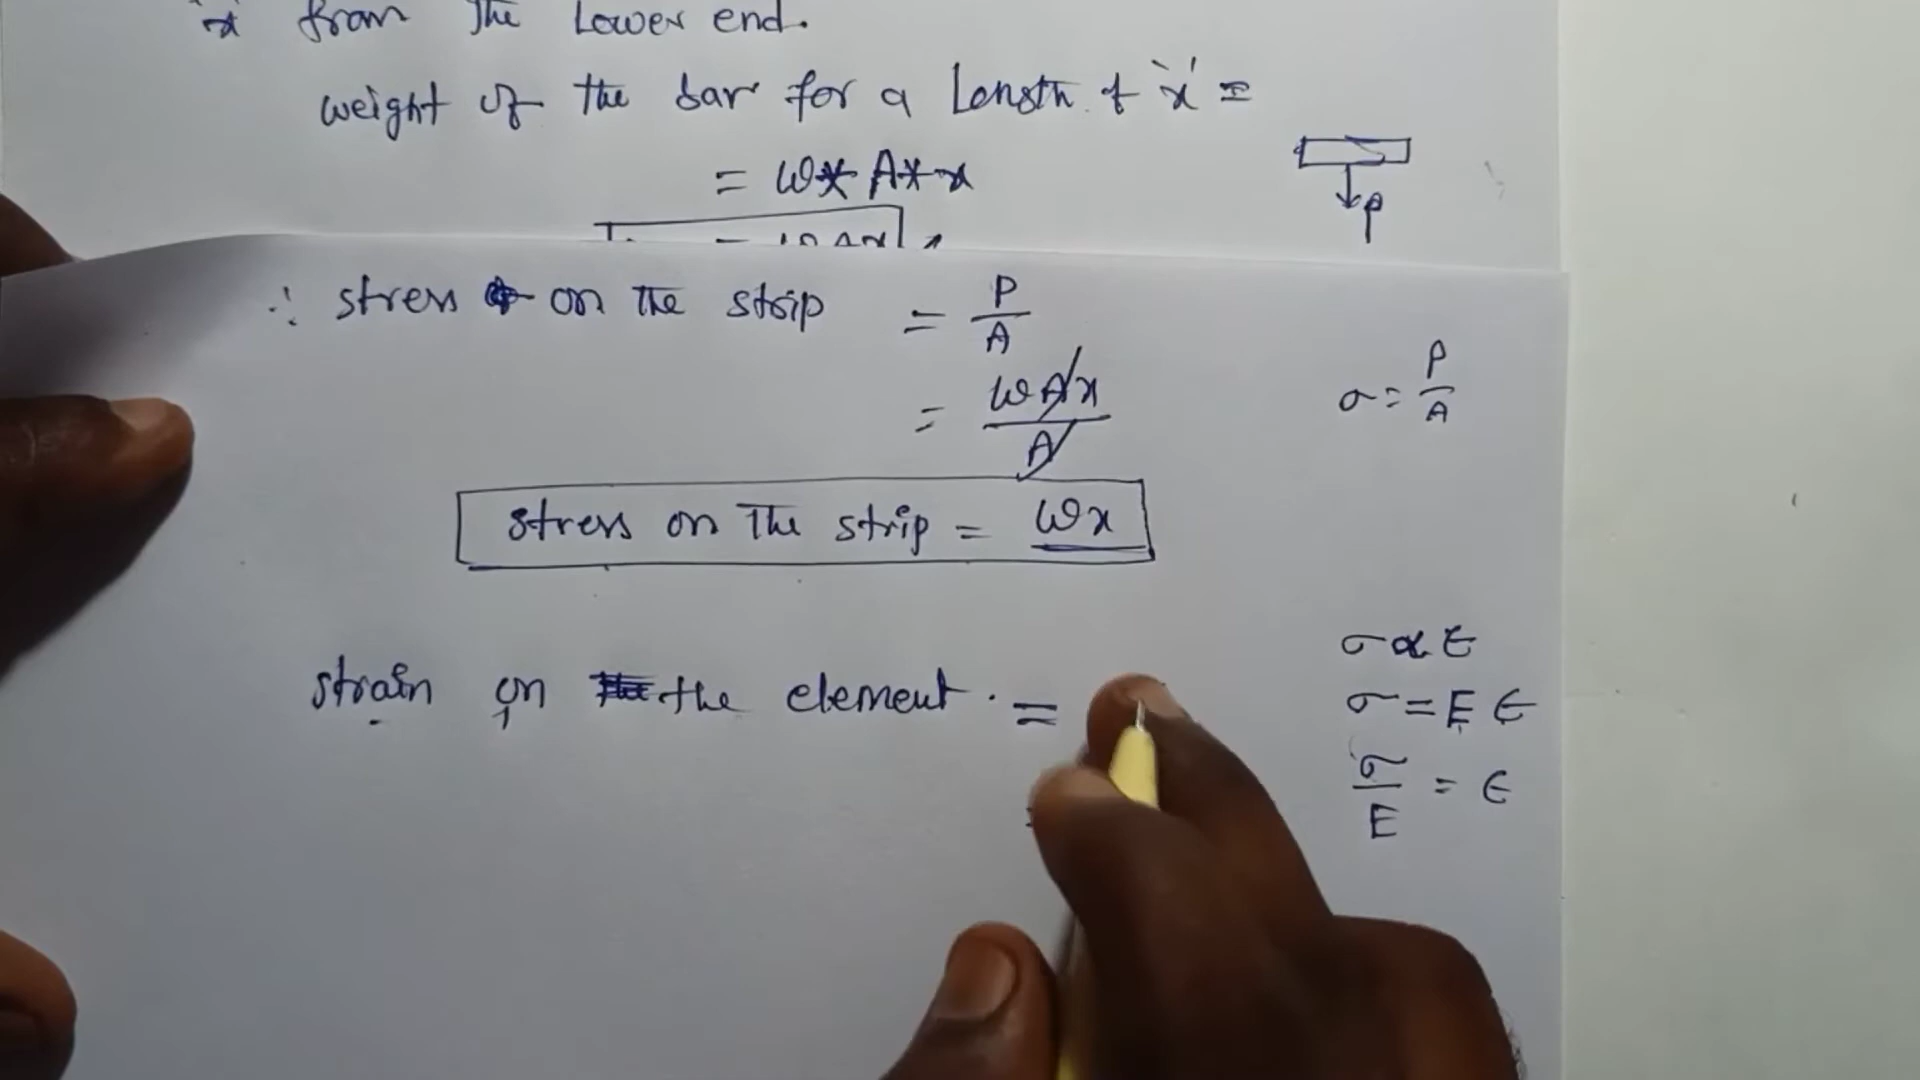 'x' from The Lower end.
weight of the bar for a Length of 'x' =
= W * A * x
P
∴ stress on the strip = P/A
= WAx/A
σ = P/A
stress on The strip = Wx
σ α ε
strain on the element. =
σ = E ε
σ/E = ε